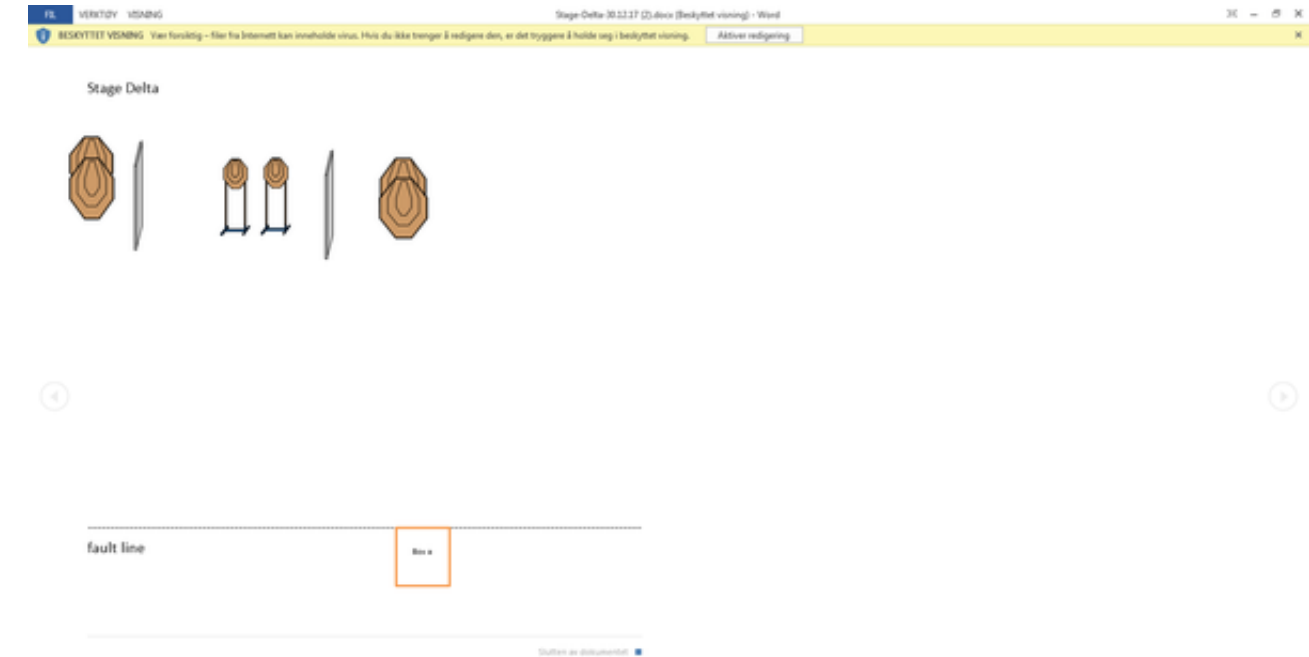 FIL VERKTØY VISNING Stage-Delta-30.12.17 (2).docx (Beskyttet visning) - Word
BESKYTTET VISNING Vær forsiktig – filer fra Internett kan inneholde virus. Hvis du ikke trenger å redigere den, er det tryggere å holde seg i beskyttet visning. Aktiver redigering
Stage Delta
fault line
Box a
Slutten av dokumentet